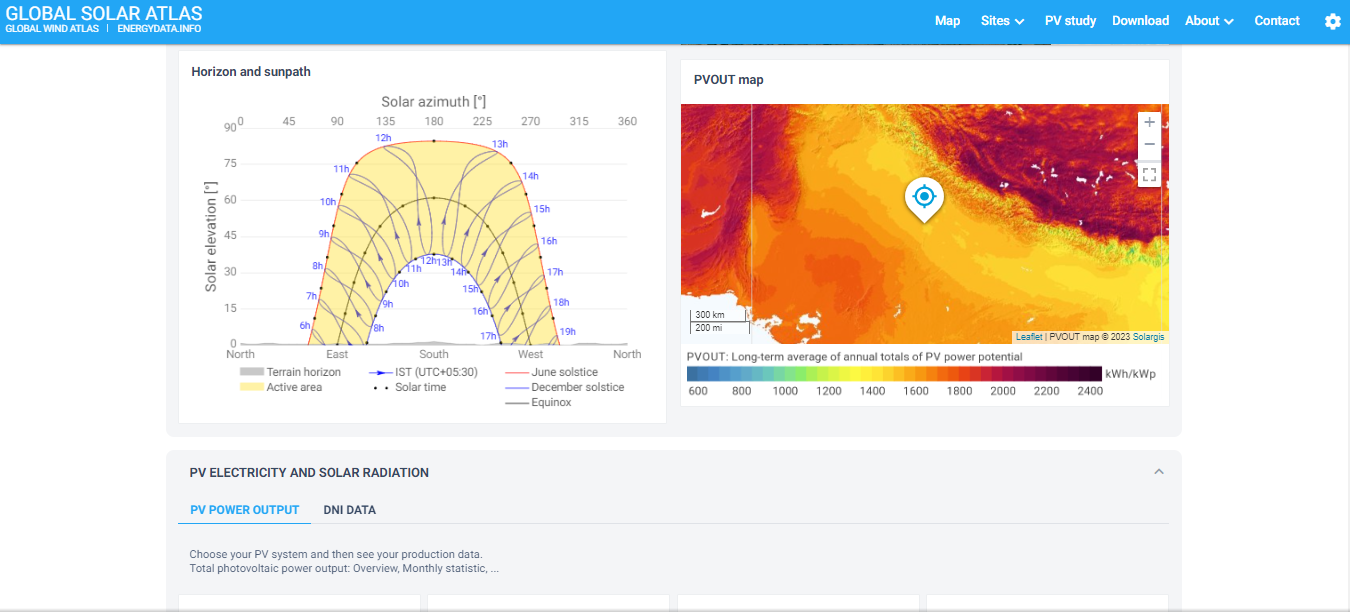 GLOBAL SOLAR ATLAS
GLOBAL WIND ATLAS | ENERGYDATA.INFO
Map Sites PV study Download About Contact
Horizon and sunpath
Solar azimuth [°]
0 45 90 135 180 225 270 315 360
Solar elevation [°]
90
75
60
45
30
15
0
12h 13h
11h 14h
10h 15h
9h 16h
8h 17h
7h 18h
6h 19h
12h 13h
11h 14h
10h 15h
9h 16h
8h 17h
North East South West North
Terrain horizon IST (UTC+05:30) June solstice
Active area Solar time December solstice
Equinox
PVOUT map
+
−
300 km
200 mi
Leaflet | PVOUT map © 2023 Solargis
PVOUT: Long-term average of annual totals of PV power potential
kWh/kWp
600 800 1000 1200 1400 1600 1800 2000 2200 2400
PV ELECTRICITY AND SOLAR RADIATION
PV POWER OUTPUT DNI DATA
Choose your PV system and then see your production data.
Total photovoltaic power output: Overview, Monthly statistic, ...